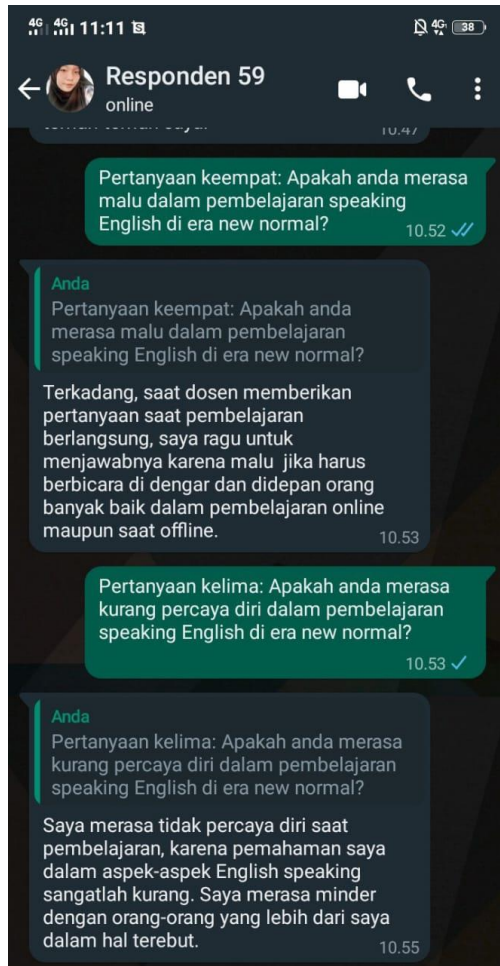 4G 4G 11:11 4G 38
Responden 59
online
10.47
Pertanyaan keempat: Apakah anda merasa
malu dalam pembelajaran speaking
English di era new normal?
10.52
Anda
Pertanyaan keempat: Apakah anda
merasa malu dalam pembelajaran
speaking English di era new normal?
Terkadang, saat dosen memberikan
pertanyaan saat pembelajaran
berlangsung, saya ragu untuk
menjawabnya karena malu jika harus
berbicara di dengar dan didepan orang
banyak baik dalam pembelajaran online
maupun saat offline.
10.53
Pertanyaan kelima: Apakah anda merasa
kurang percaya diri dalam pembelajaran
speaking English di era new normal?
10.53
Anda
Pertanyaan kelima: Apakah anda merasa
kurang percaya diri dalam pembelajaran
speaking English di era new normal?
Saya merasa tidak percaya diri saat
pembelajaran, karena pemahaman saya
dalam aspek-aspek English speaking
sangatlah kurang. Saya merasa minder
dengan orang-orang yang lebih dari saya
dalam hal terebut.
10.55